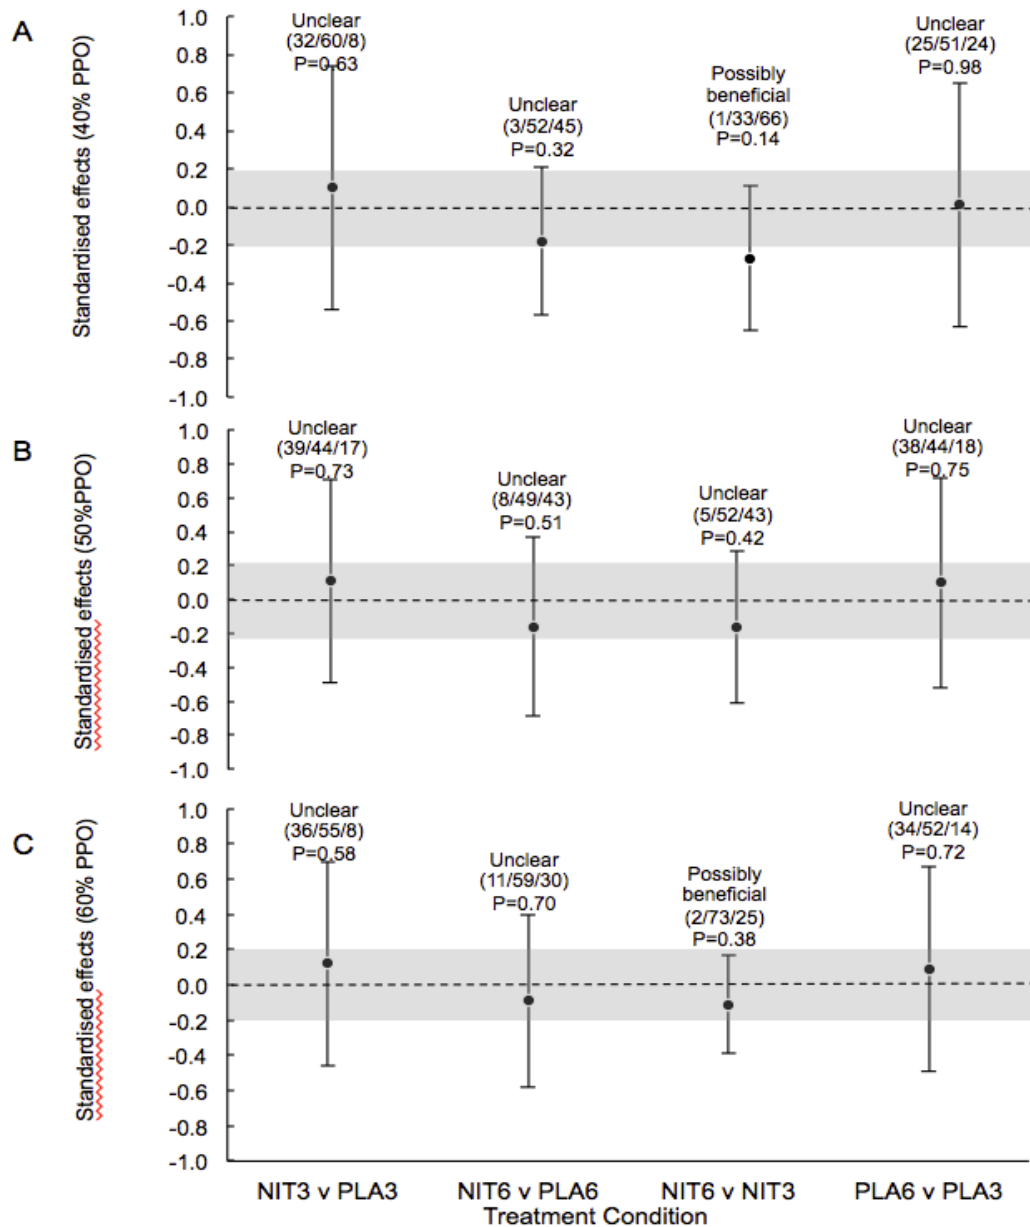 A
Standardised effects (40% PPO)
1.0
0.8
0.6
0.4
0.2
0.0
-0.2
-0.4
-0.6
-0.8
-1.0
Unclear
(32/60/8)
P=0.63
Unclear
(3/52/45)
P=0.32
Possibly
beneficial
(1/33/66)
P=0.14
Unclear
(25/51/24)
P=0.98
B
Standardised effects (50%PPO)
1.0
0.8
0.6
0.4
0.2
0.0
-0.2
-0.4
-0.6
-0.8
-1.0
Unclear
(39/44/17)
P=0.73
Unclear
(8/49/43)
P=0.51
Unclear
(5/52/43)
P=0.42
Unclear
(38/44/18)
P=0.75
C
Standardised effects (60% PPO)
1.0
0.8
0.6
0.4
0.2
0.0
-0.2
-0.4
-0.6
-0.8
-1.0
Unclear
(36/55/8)
P=0.58
Unclear
(11/59/30)
P=0.70
Possibly
beneficial
(2/73/25)
P=0.38
Unclear
(34/52/14)
P=0.72
NIT3 v PLA3
NIT6 v PLA6
NIT6 v NIT3
PLA6 v PLA3
Treatment Condition